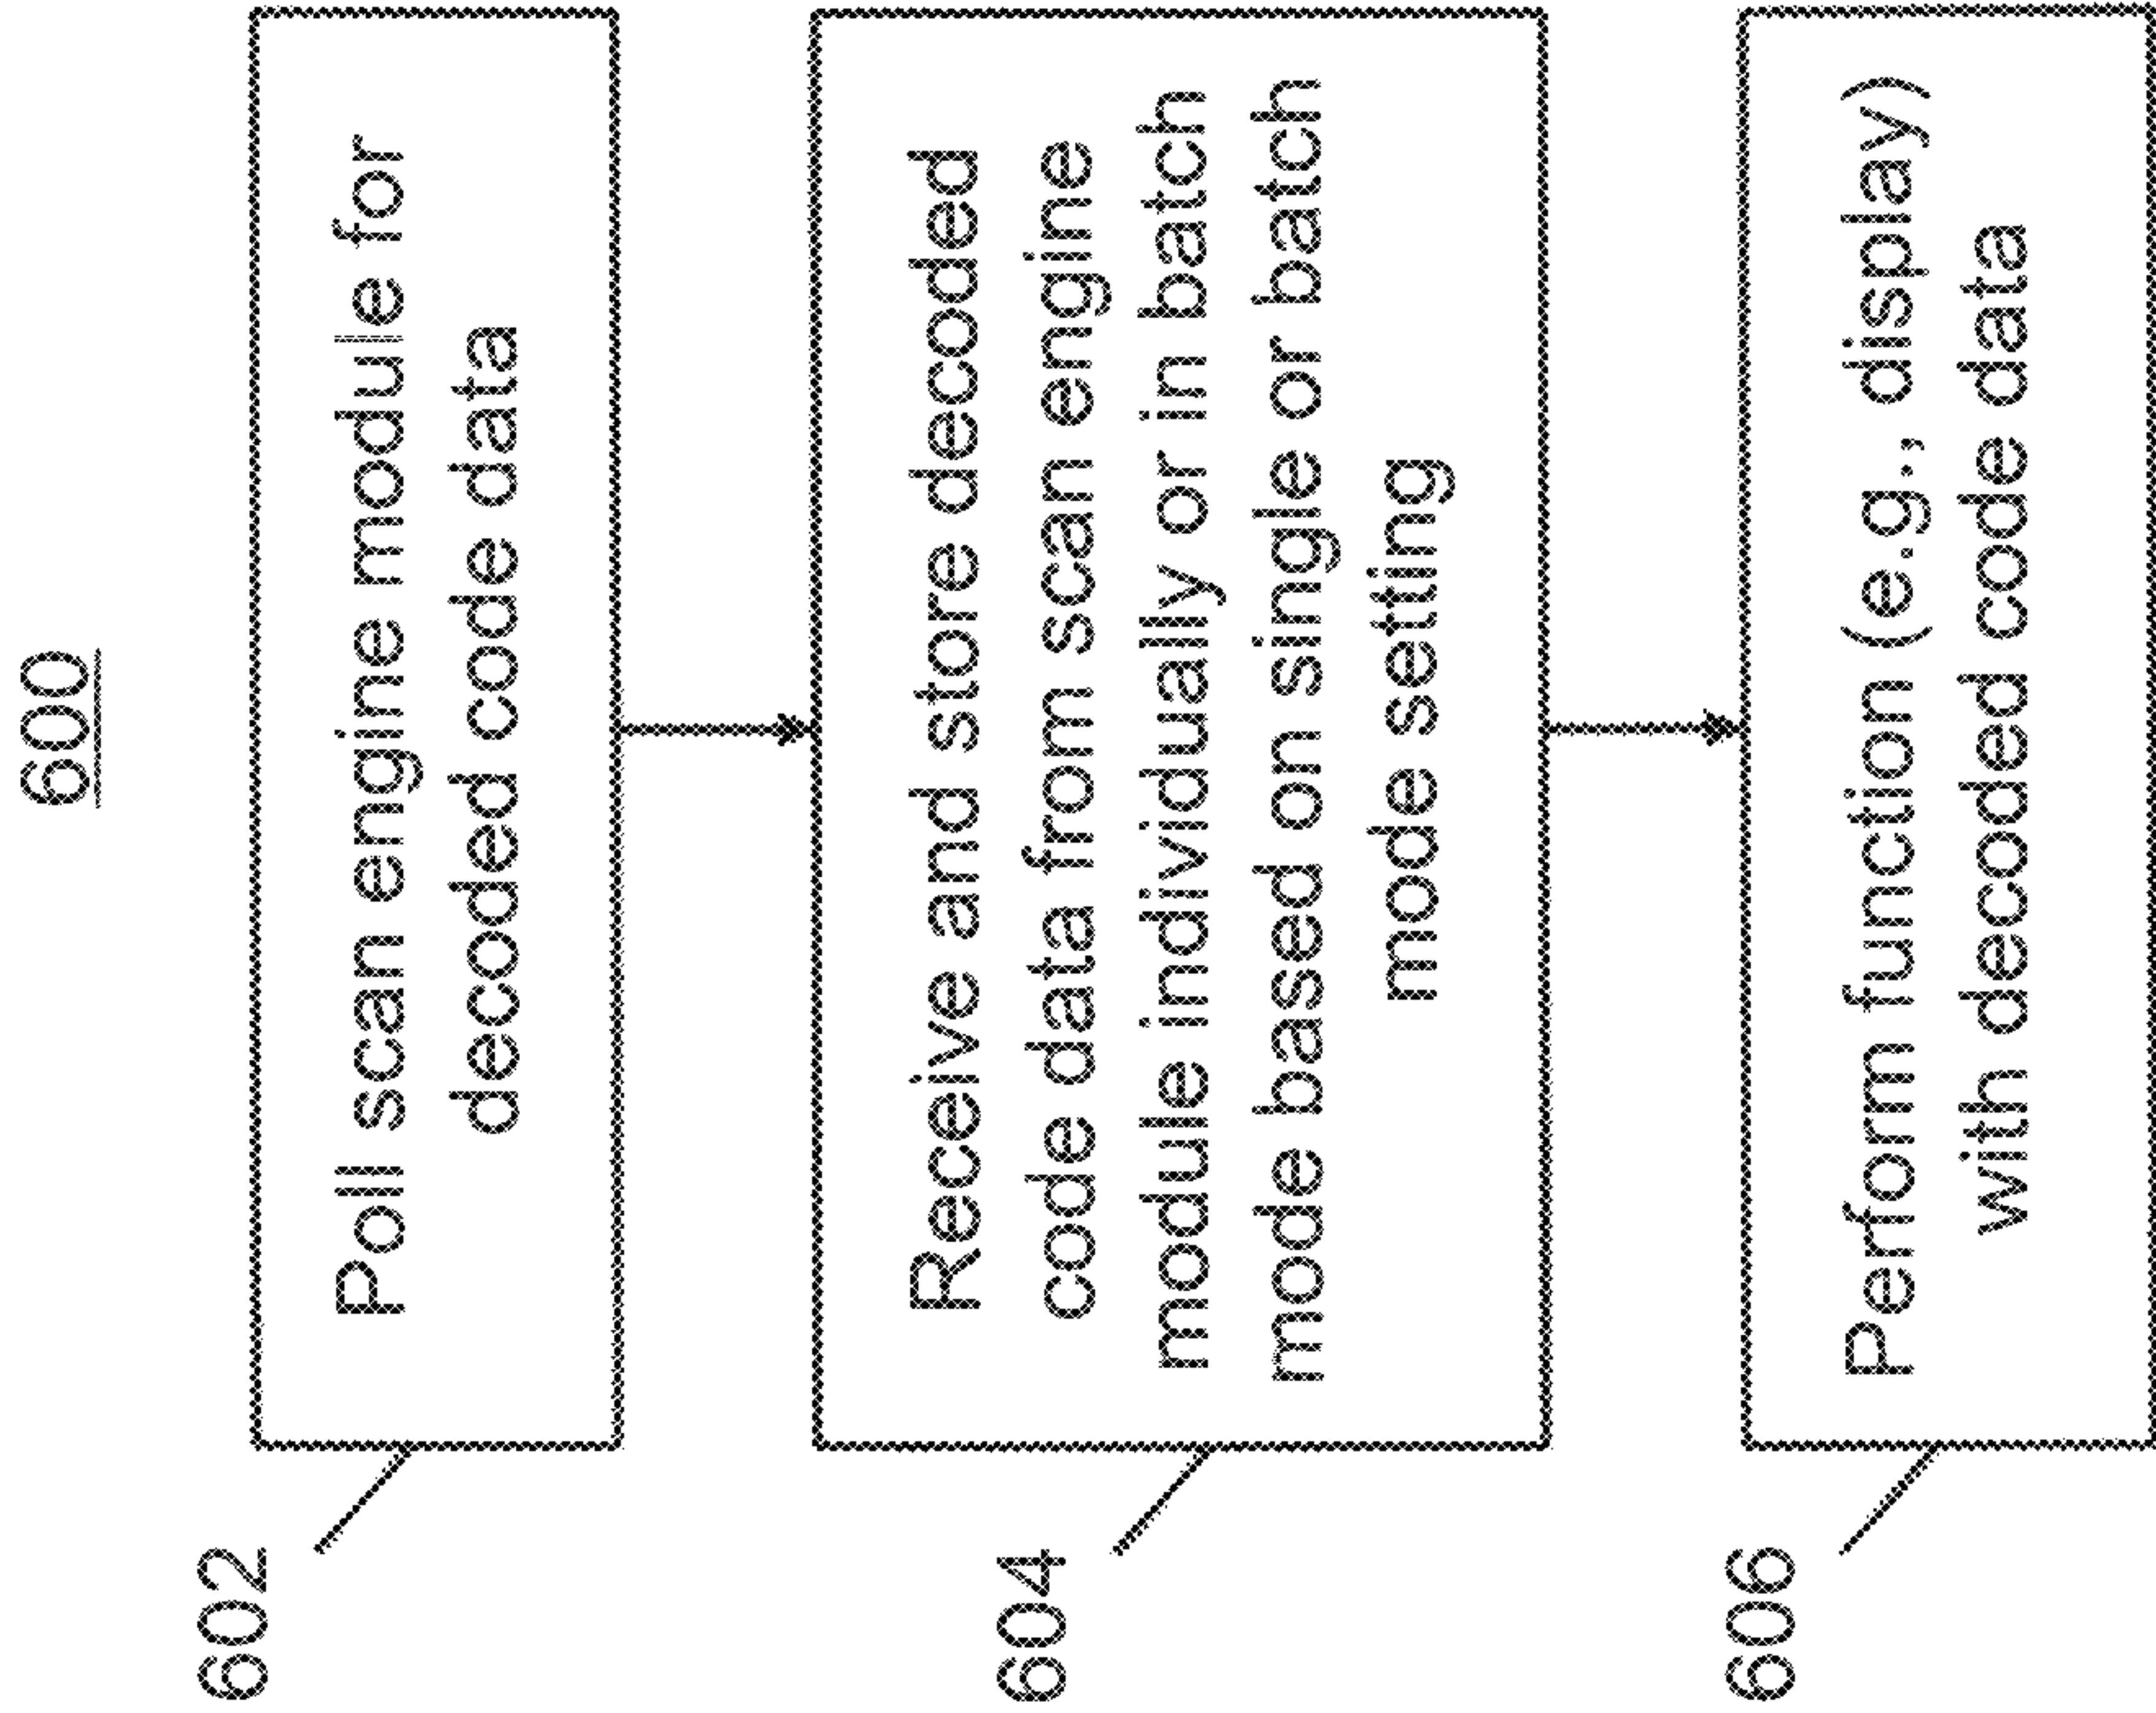 600
602
Poll scan engine module for
decoded code data
604
Receive and store decoded
code data from scan engine
module individually or in batch
mode based on single or batch
mode setting
606
Perform function (e.g., display)
with decoded code data